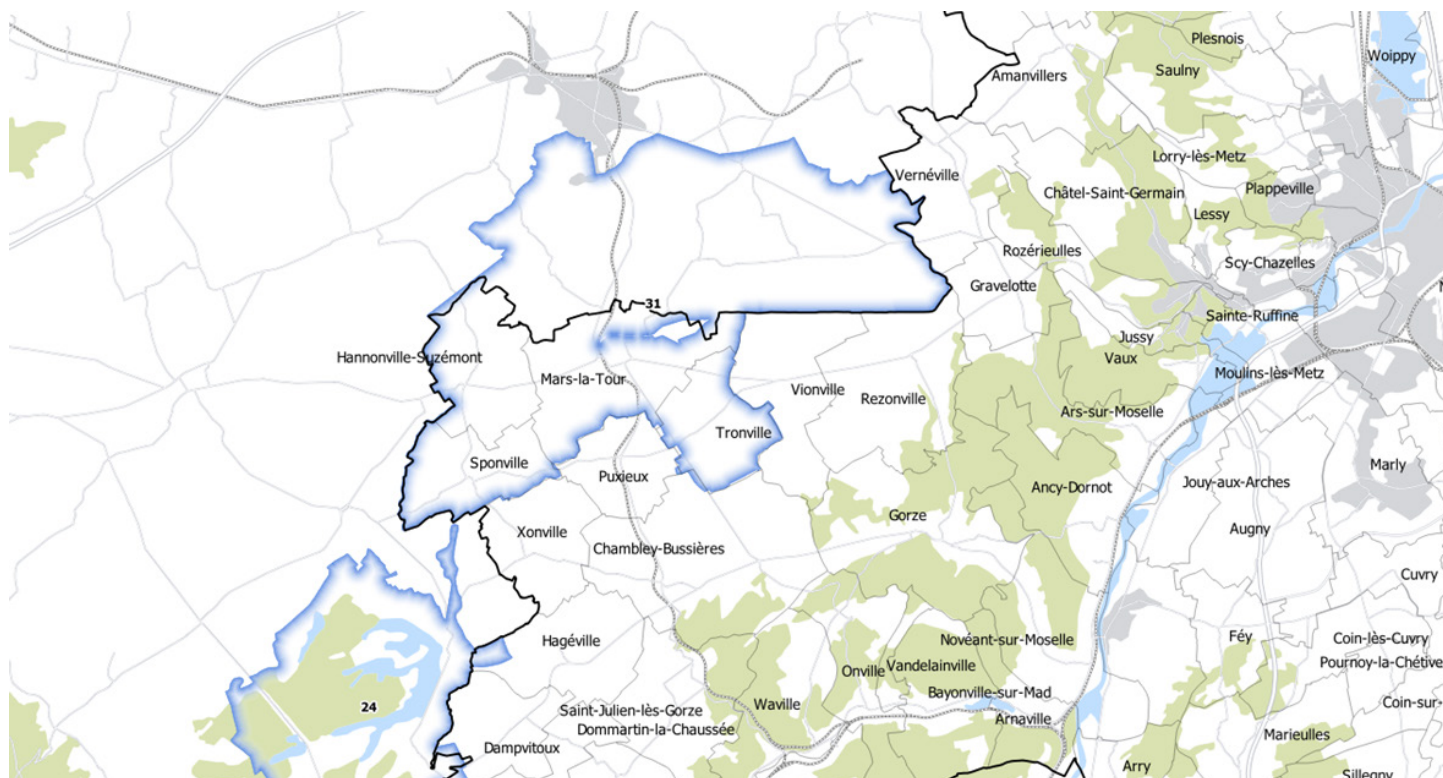 Plesnois
Woippy
Saulny
Amanvillers
Lorry-lès-Metz
Vernéville
Plappeville
Châtel-Saint-Germain
Lessy
Rozérieulles
Scy-Chazelles
Gravelotte
31
Sainte-Ruffine
Jussy
Hannonville-Suzémont
Vaux
Mars-la-Tour
Moulins-lès-Metz
Vionville
Rezonville
Ars-sur-Moselle
Tronville
Sponville
Marly
Puxieux
Jouy-aux-Arches
Ancy-Dornot
Gorze
Augny
Xonville
Chambley-Bussières
Cuvry
Hagéville
Novéant-sur-Moselle
Féy
Coin-lès-Cuvry
Onville
Vandelainville
Pournoy-la-Chétive
Bayonville-sur-Mad
Coin-sur-
24
Waville
Saint-Julien-lès-Gorze
Arnaville
Dommartin-la-Chaussée
Marieulles
Dampvitoux
Arry
Sillegny